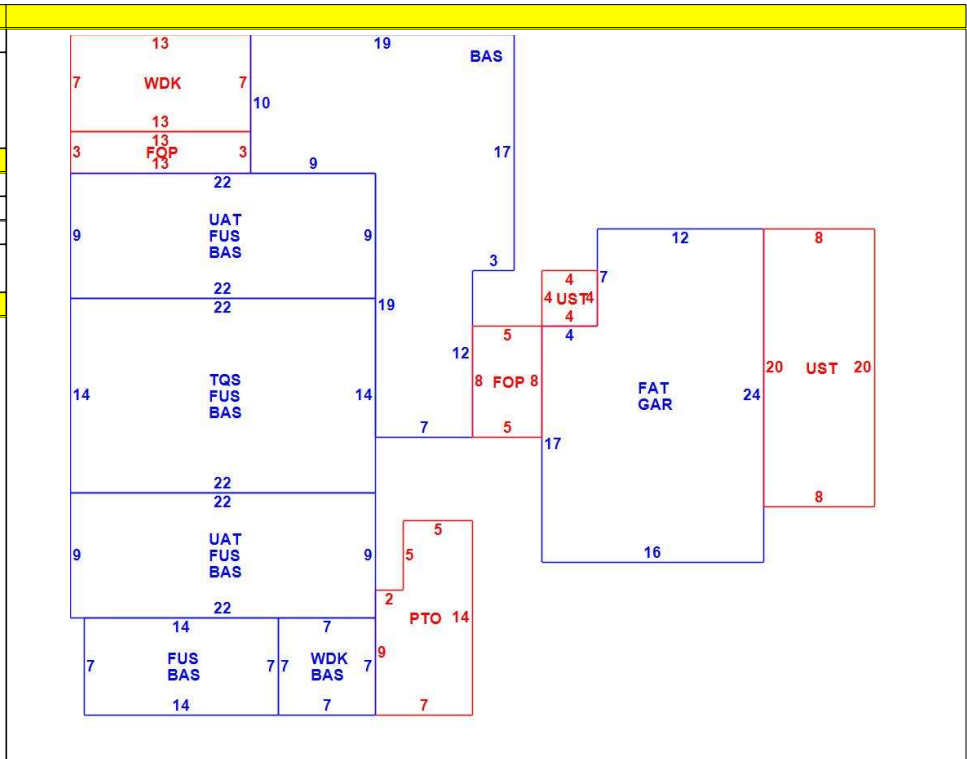 13
19
BAS
7
WDK
7
10
13
13
3
FOP
3
13
9
17
22
UAT
FUS
BAS
9
9
22
22
3
12
8
4
7
4
UST
4
4
4
19
5
12
8
FOP
8
TQS
FUS
BAS
14
14
FAT
GAR
24
20
UST
20
7
5
17
22
22
8
UAT
FUS
BAS
9
9
5
5
16
22
2
PTO
14
14
7
7
FUS
BAS
7
7
WDK
BAS
7
9
14
7
7